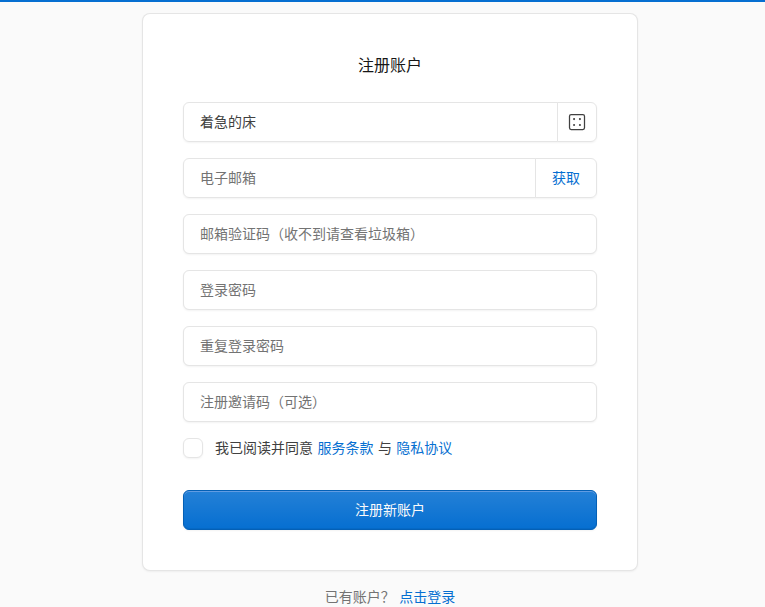 注册账户
着急的床
电子邮箱 获取
邮箱验证码（收不到请查看垃圾箱）
登录密码
重复登录密码
注册邀请码（可选）
我已阅读并同意 服务条款 与 隐私协议
注册新账户
已有账户？ 点击登录